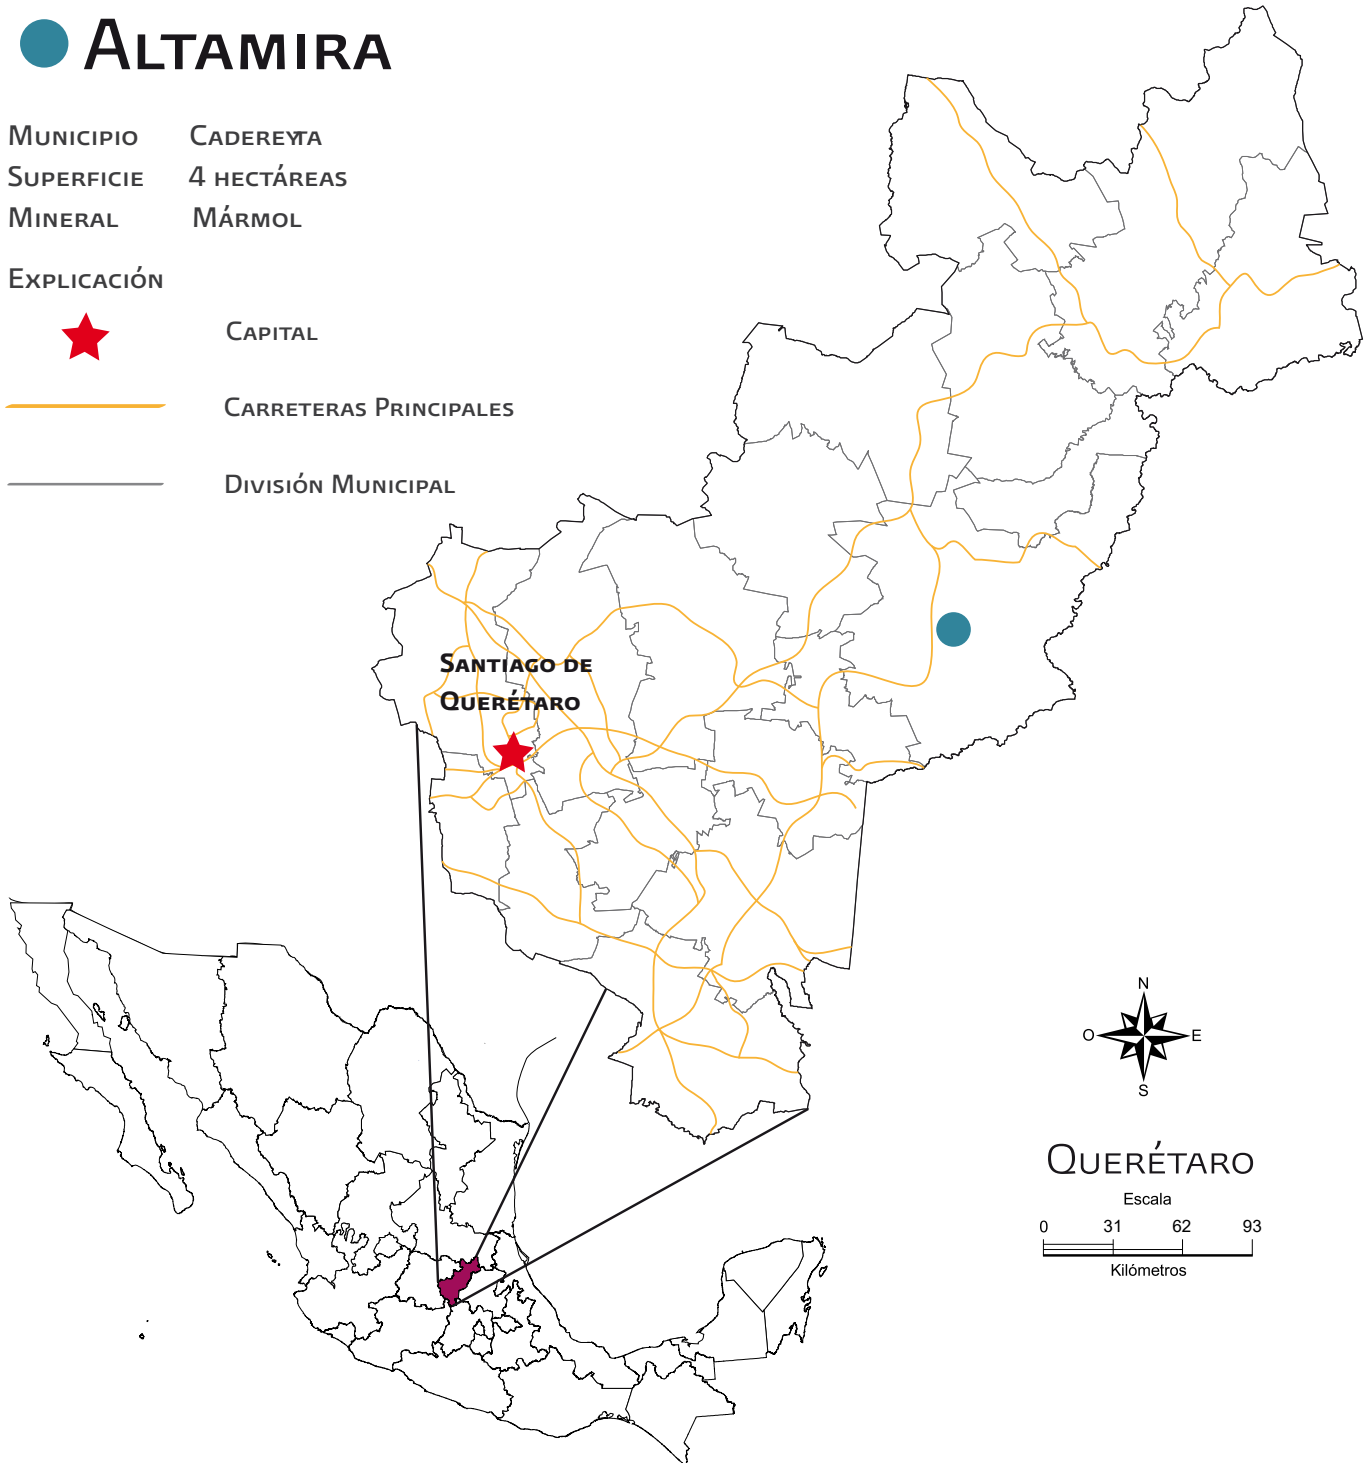 Altamira
Municipio Cadereyta
Superficie 4 hectáreas
Mineral Mármol
Explicación
Capital
Carreteras Principales
División Municipal
Santiago de
Querétaro
N
O E
S
Querétaro
Escala
0 31 62 93
Kilómetros